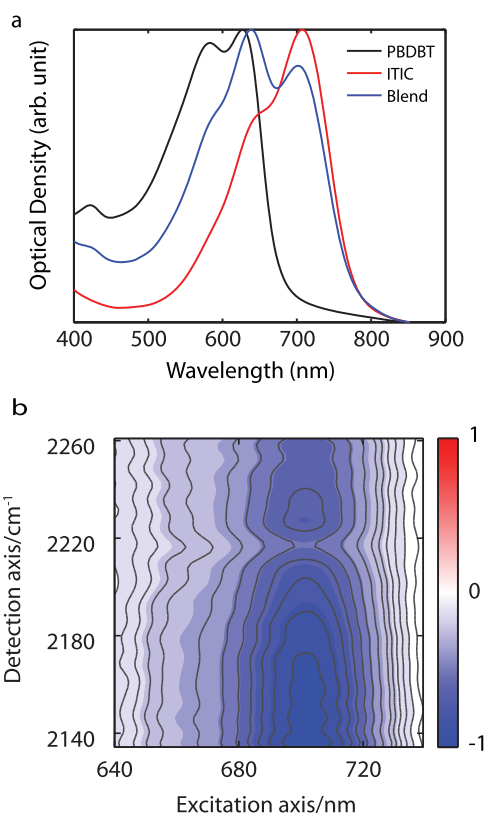 a
Optical Density (arb. unit)
PBDBT
ITIC
Blend
400 500 600 700 800 900
Wavelength (nm)
b
Detection axis/cm-1
2260
2220
2180
2140
640 680 720
Excitation axis/nm
1
0
-1